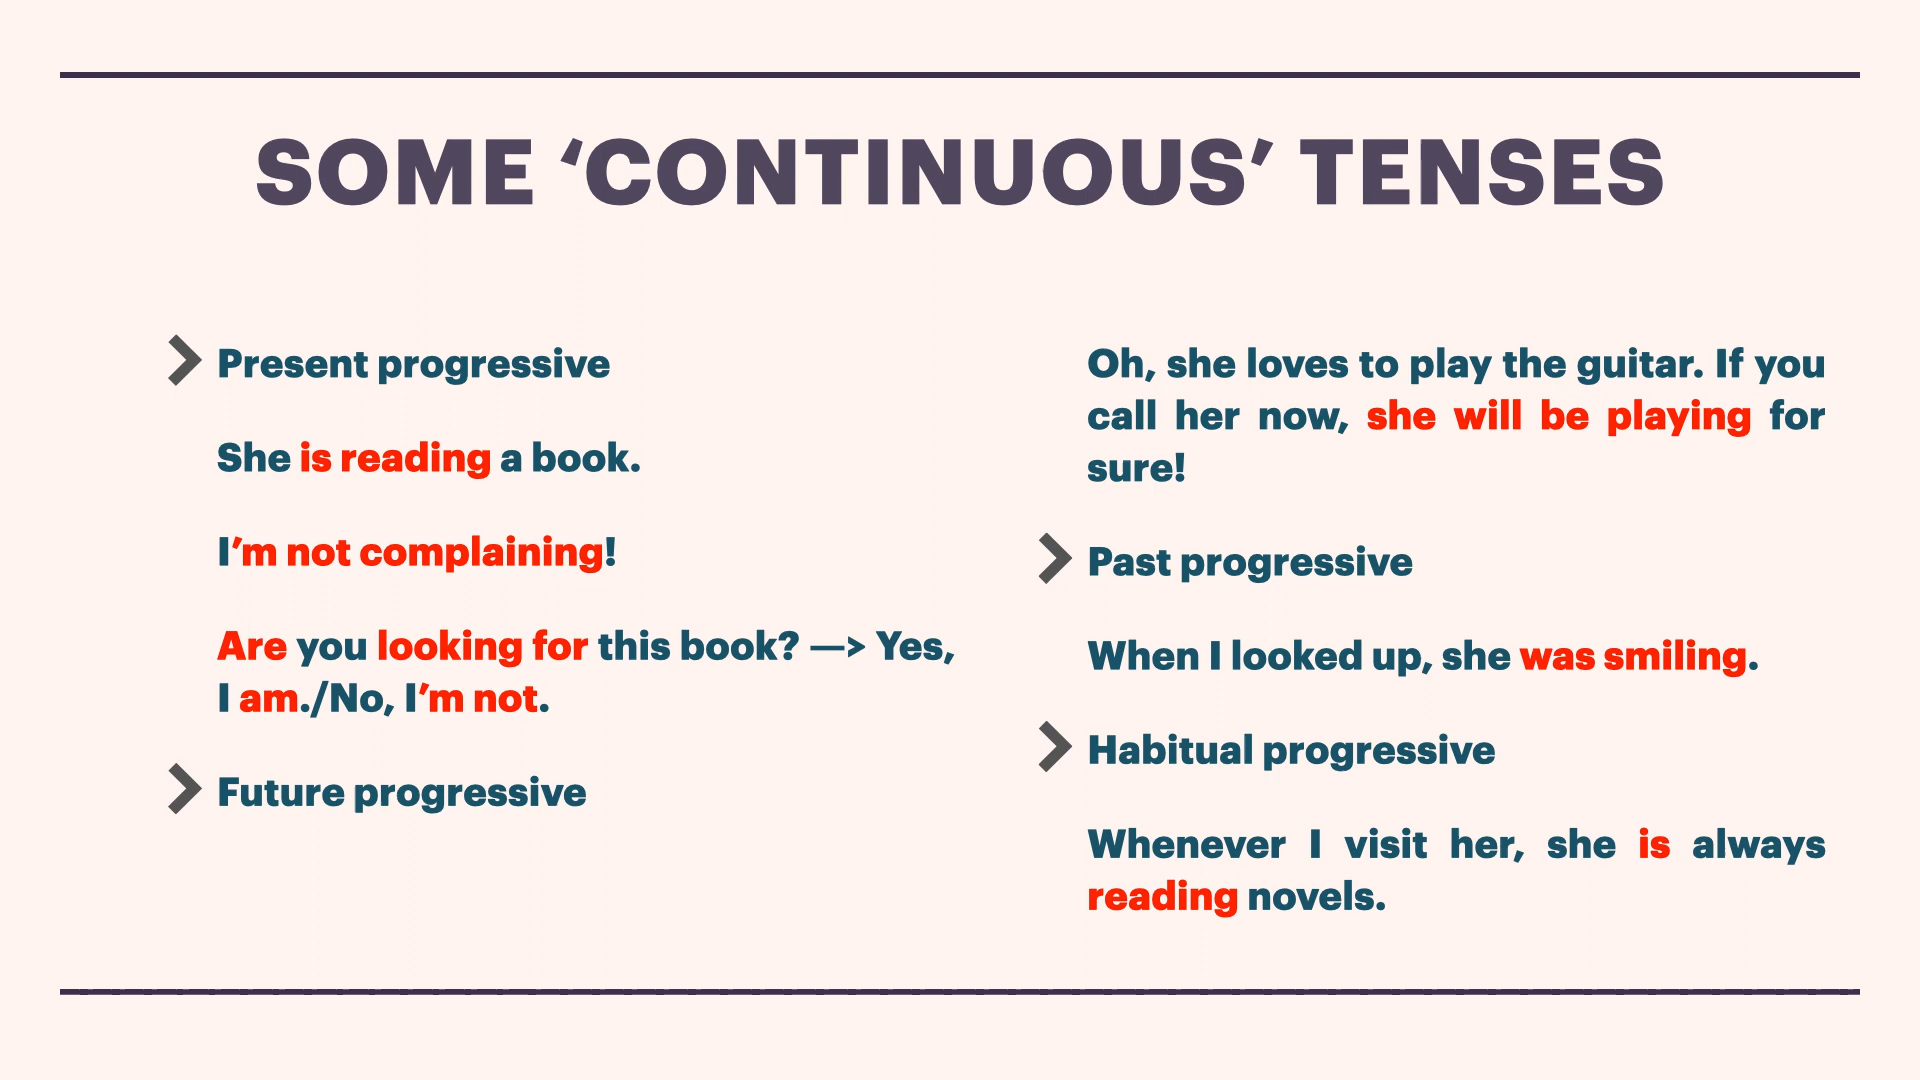 SOME ‘CONTINUOUS’ TENSES
Present progressive
She is reading a book.
I’m not complaining!
Are you looking for this book? —> Yes,
I am./No, I’m not.
Future progressive
Oh, she loves to play the guitar. If you
call her now, she will be playing for
sure!
Past progressive
When I looked up, she was smiling.
Habitual progressive
Whenever I visit her, she is always
reading novels.